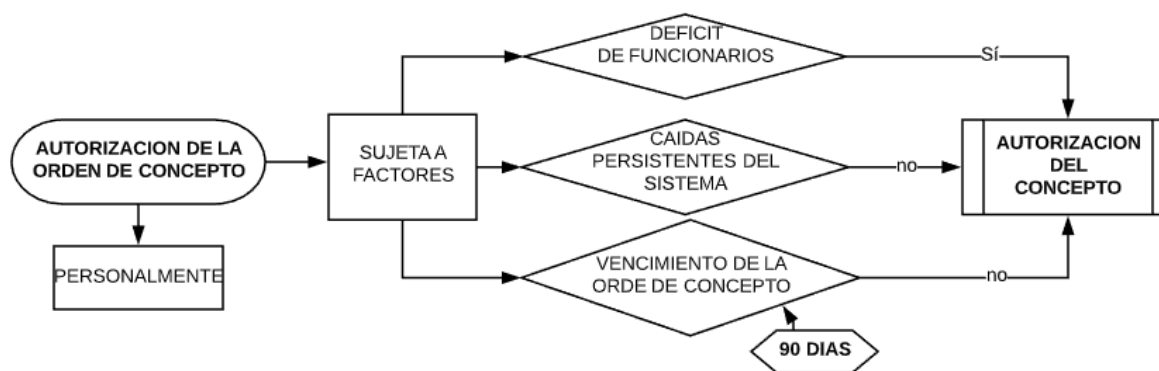 AUTORIZACION DE LA
ORDEN DE CONCEPTO
PERSONALMENTE
SUJETA A
FACTORES
DEFICIT
DE FUNCIONARIOS
Sí
CAIDAS
PERSISTENTES DEL
SISTEMA
no
VENCIMIENTO DE LA
ORDE DE CONCEPTO
no
90 DIAS
AUTORIZACION
DEL
CONCEPTO